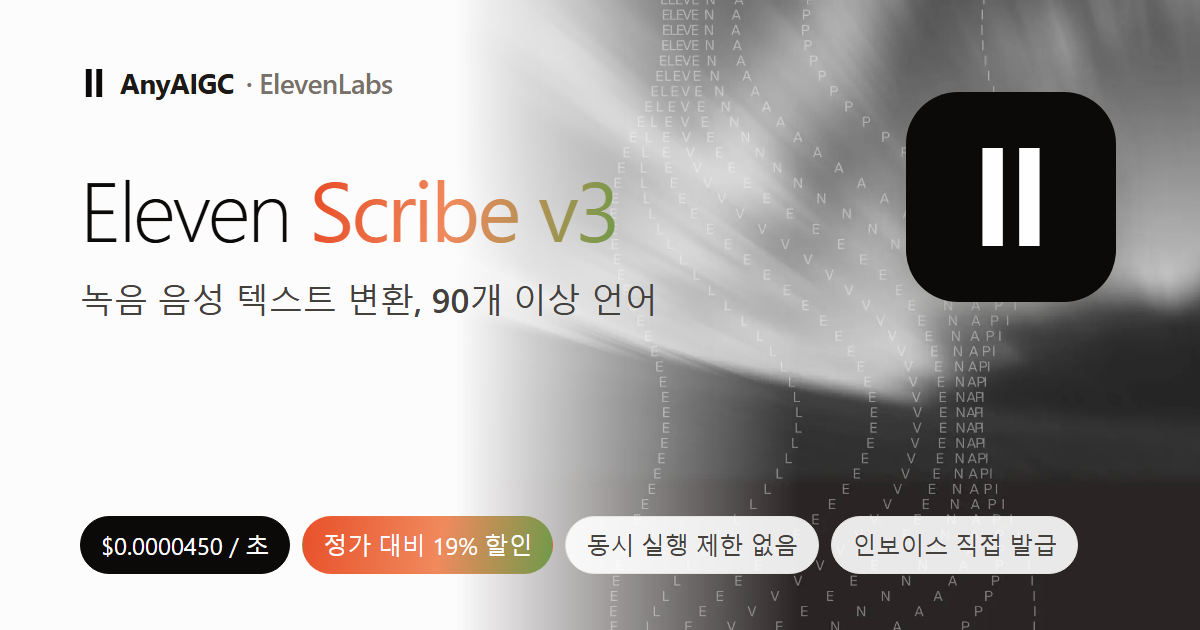 AnyAIGC · ElevenLabs
Eleven Scribe v3
녹음 음성 텍스트 변환, 90개 이상 언어
$0.0000450 / 초
정가 대비 19% 할인
동시 실행 제한 없음
인보이스 직접 발급